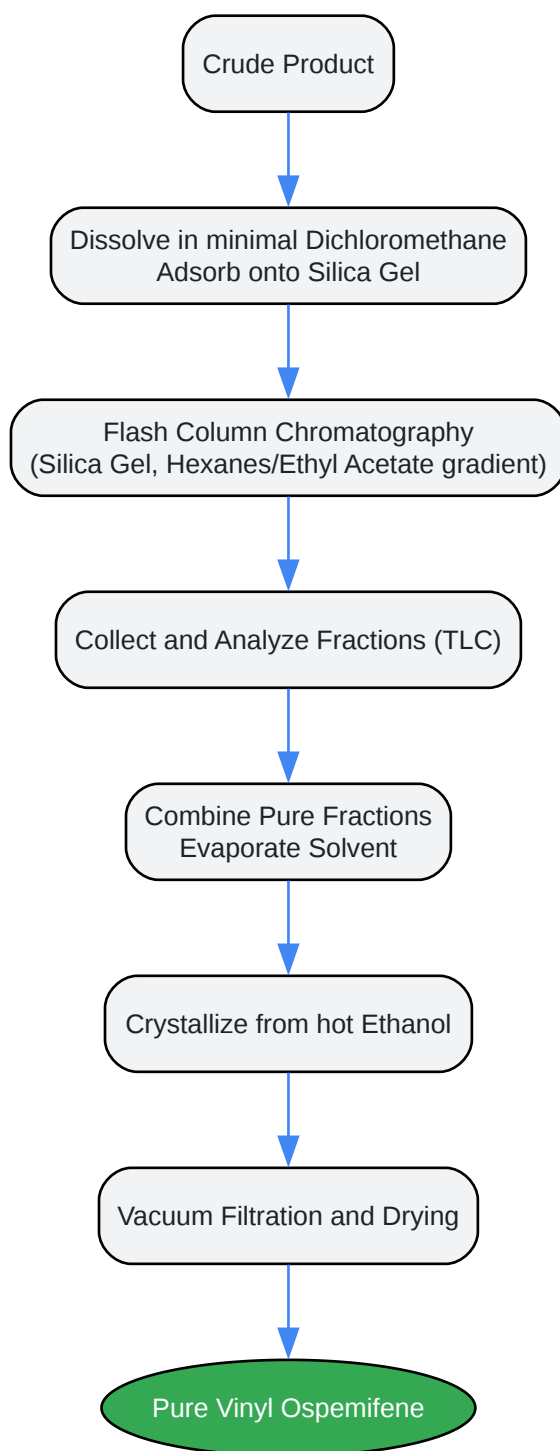 Crude Product
Dissolve in minimal Dichloromethane
Adsorb onto Silica Gel
Flash Column Chromatography
(Silica Gel, Hexanes/Ethyl Acetate gradient)
Collect and Analyze Fractions (TLC)
Combine Pure Fractions
Evaporate Solvent
Crystallize from hot Ethanol
Vacuum Filtration and Drying
Pure Vinyl Ospemifene